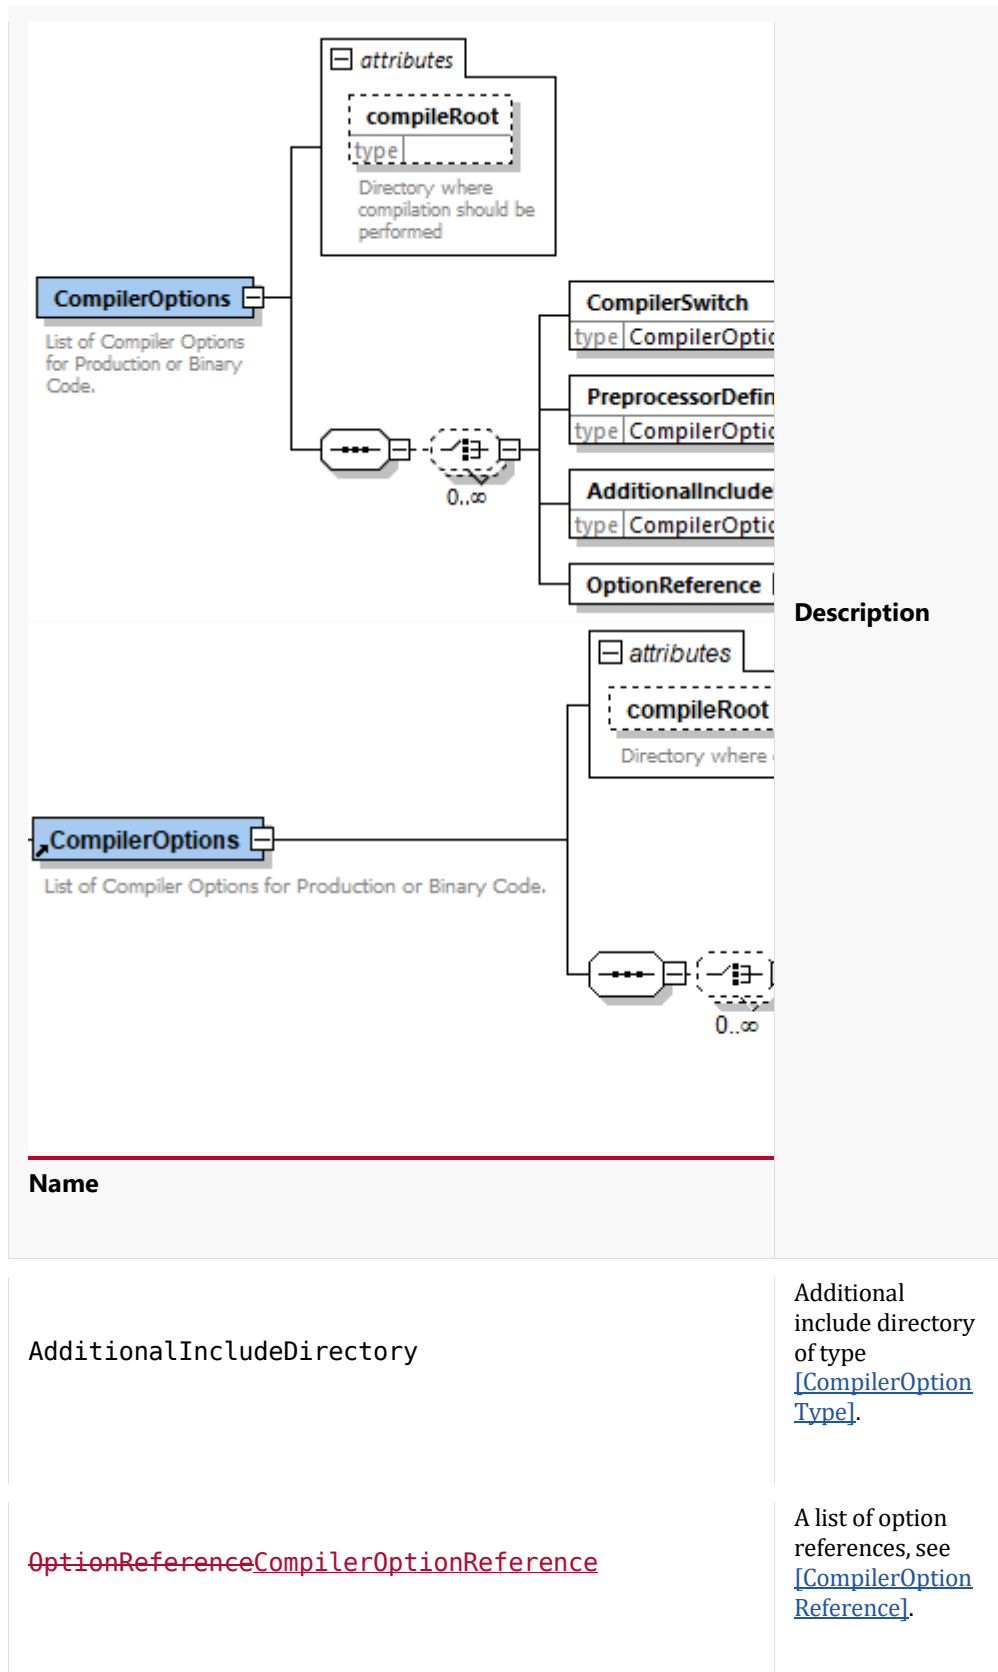 attributes
compileRoot
type
Directory where
compilation should be
performed
CompilerOptions
List of Compiler Options
for Production or Binary
Code.
0..∞
CompilerSwitch
type CompilerOptic
PreprocessorDefin
type CompilerOptic
AdditionalInclude
type CompilerOptic
OptionReference
Description
attributes
compileRoot
Directory where
CompilerOptions
List of Compiler Options for Production or Binary Code.
0..∞
Name
AdditionalIncludeDirectory
Additional
include directory
of type
[CompilerOption
Type].
OptionReferenceCompilerOptionReference
A list of option
references, see
[CompilerOption
Reference].